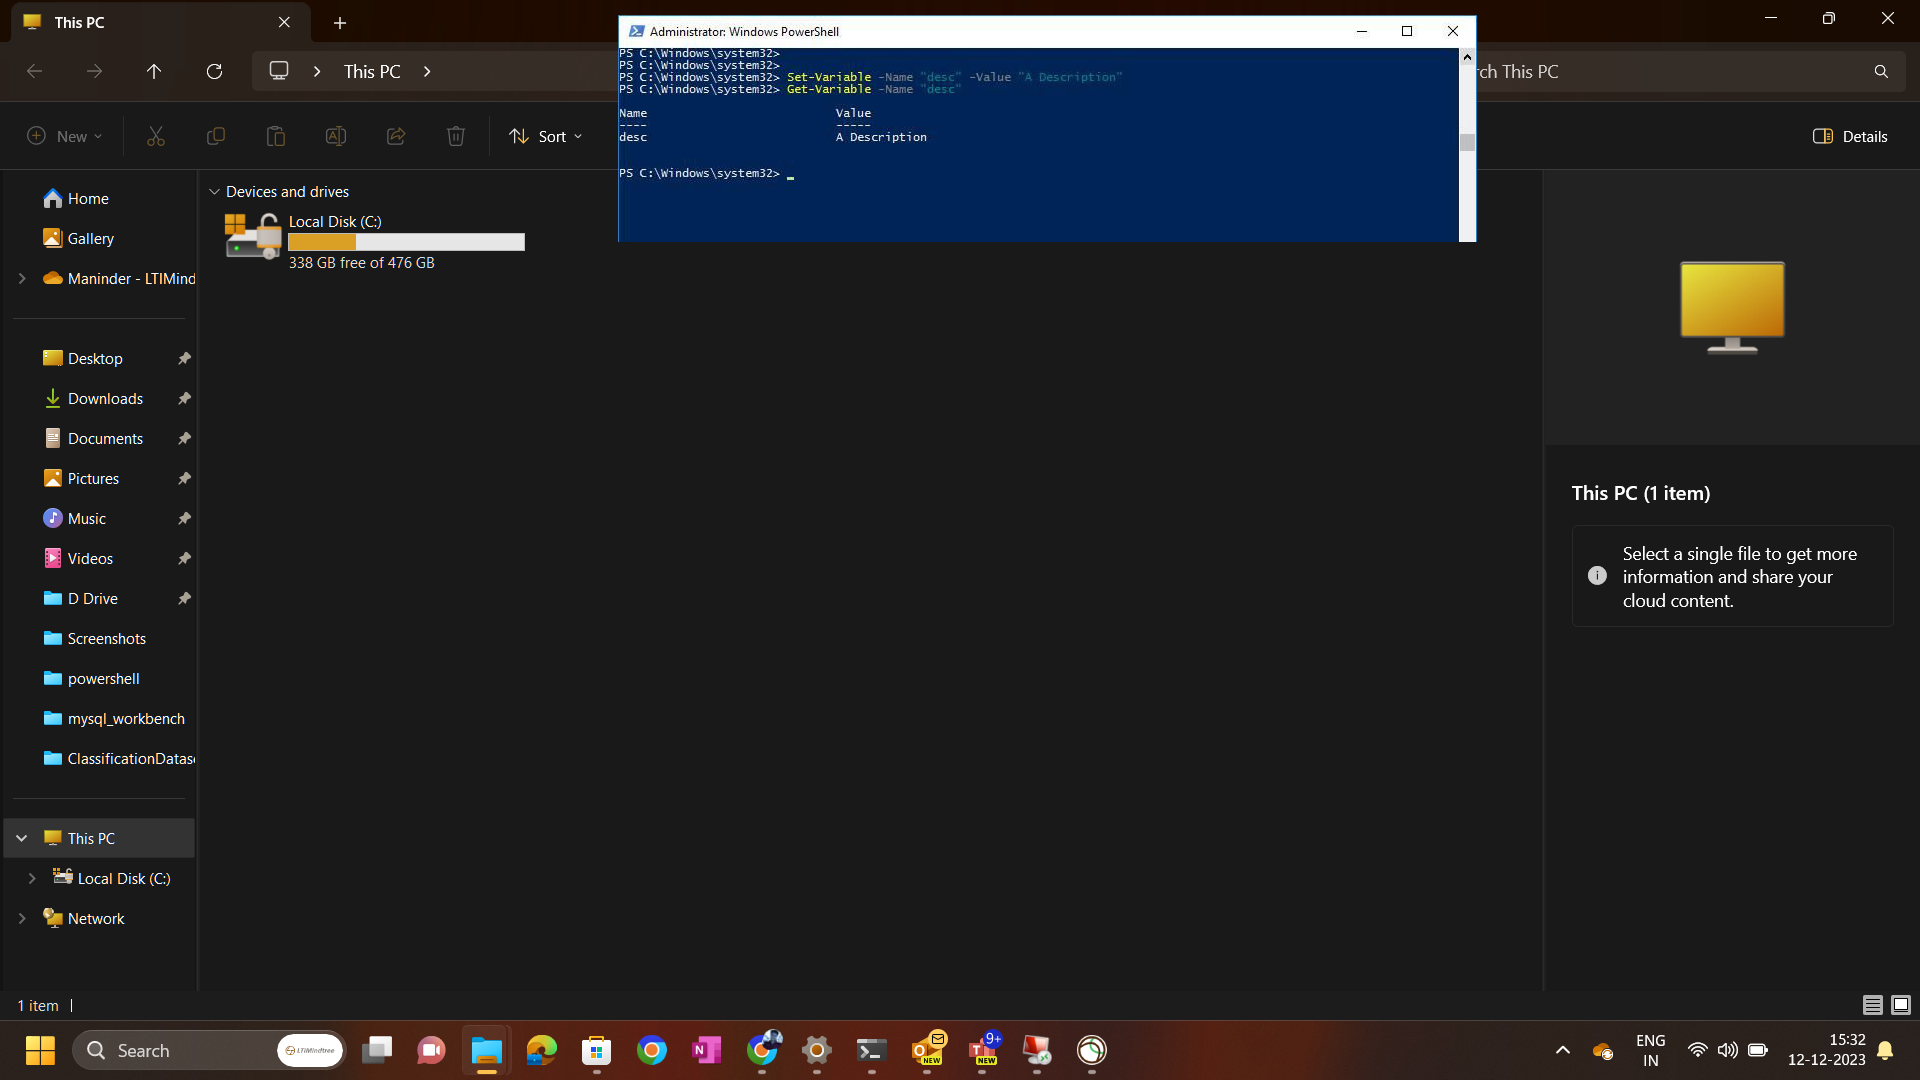 This PC
Administrator: Windows PowerShell
This PC
rch This PC
PS C:\Windows\system32>
PS C:\Windows\system32>
PS C:\Windows\system32> Set-Variable -Name "desc" -Value "A Description"
PS C:\Windows\system32> Get-Variable -Name "desc"
Name Value
---- -----
desc A Description
PS C:\Windows\system32>
New
Sort
Details
Home
Gallery
Maninder - LTIMind
Desktop
Downloads
Documents
Pictures
Music
Videos
D Drive
Screenshots
powershell
mysql_workbench
ClassificationDatas
This PC
Local Disk (C:)
Network
Devices and drives
Local Disk (C:)
338 GB free of 476 GB
This PC (1 item)
Select a single file to get more
information and share your
cloud content.
1 item
Search
LTIMindtree
NEW
9+
NEW
ENG
IN
15:32
12-12-2023